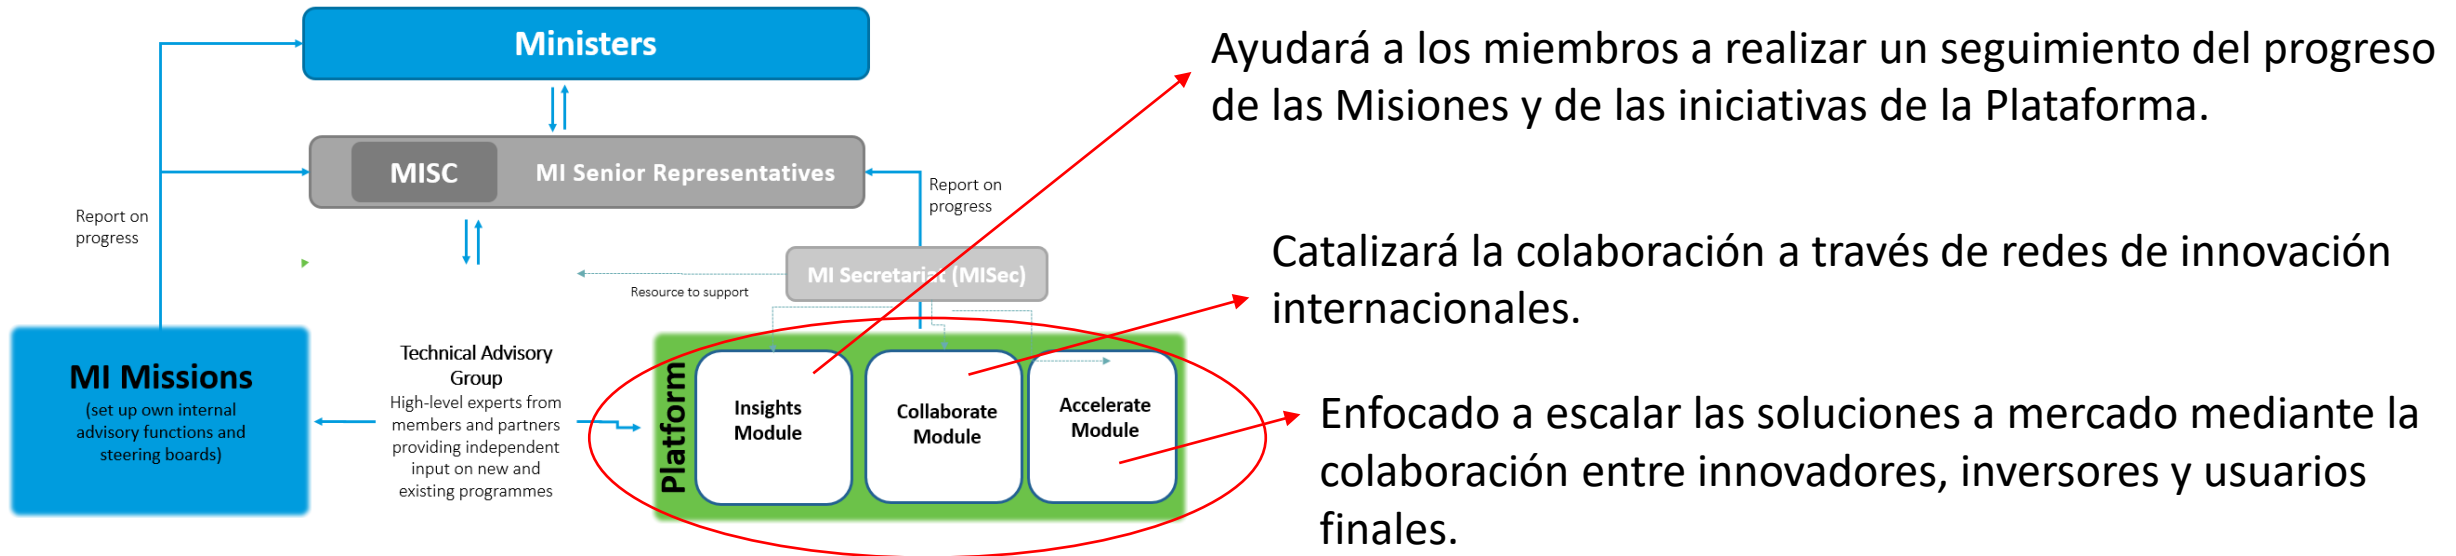 Ministers
MISC
MI Senior Representatives
Report on
progress
Report on
progress
MI Secretariat (MISec)
Resource to support
MI Missions
(set up own internal
advisory functions and
steering boards)
Technical Advisory
Group
High-level experts from
members and partners
providing independent
input on new and
existing programmes
Platform
Insights
Module
Collaborate
Module
Accelerate
Module
Ayudará a los miembros a realizar un seguimiento del progreso
de las Misiones y de las iniciativas de la Plataforma.
Catalizará la colaboración a través de redes de innovación
internacionales.
Enfocado a escalar las soluciones a mercado mediante la
colaboración entre innovadores, inversores y usuarios
finales.